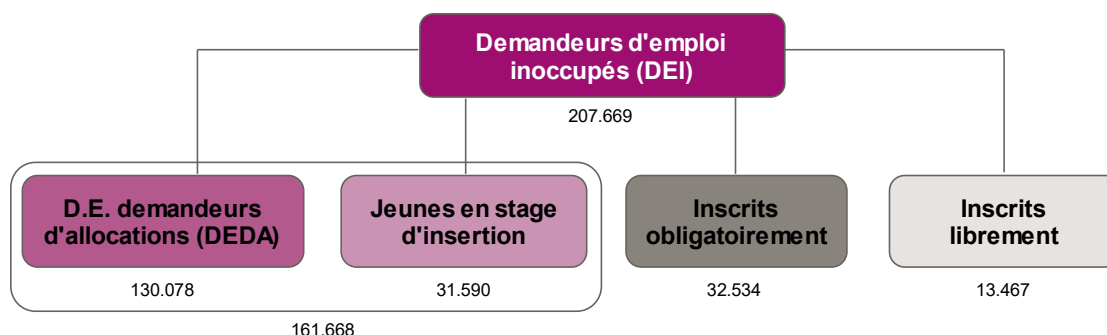 Demandeurs d'emploi
inoccupés (DEI)
207.669
D.E. demandeurs
d'allocations (DEDA)
Jeunes en stage
d'insertion
Inscrits
obligatoirement
Inscrits
librement
130.078
31.590
32.534
13.467
161.668